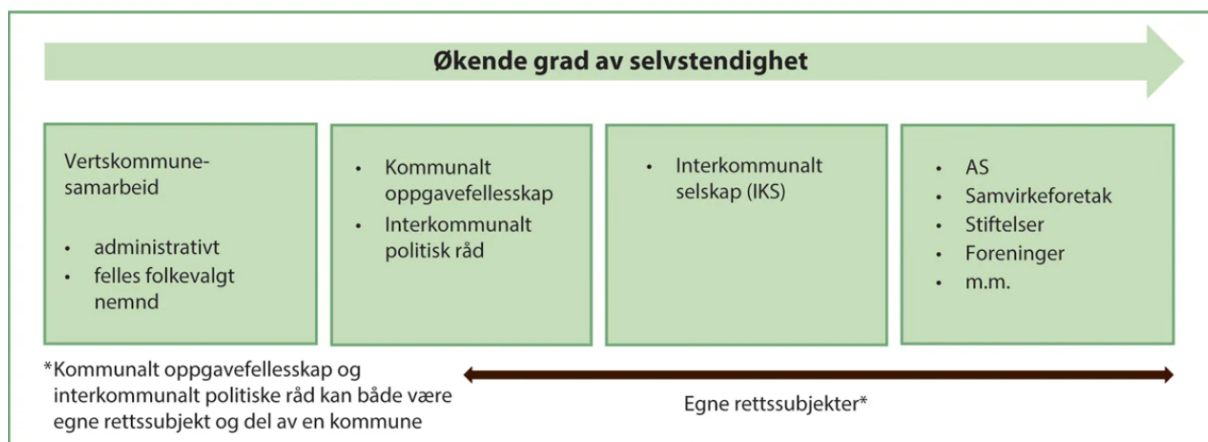 Økende grad av selvstendighet
Vertskommune-
samarbeid
• administrativt
• felles folkevalgt
nemnd
• Kommunalt
oppgavefellesskap
• Interkommunalt
politisk råd
• Interkommunalt
selskap (IKS)
• AS
• Samvirkeforetak
• Stiftelser
• Foreninger
• m.m.
*Kommunalt oppgavefellesskap og
interkommunalt politiske råd kan både være
egne rettssubjekt og del av en kommune
Egne rettssubjekter*